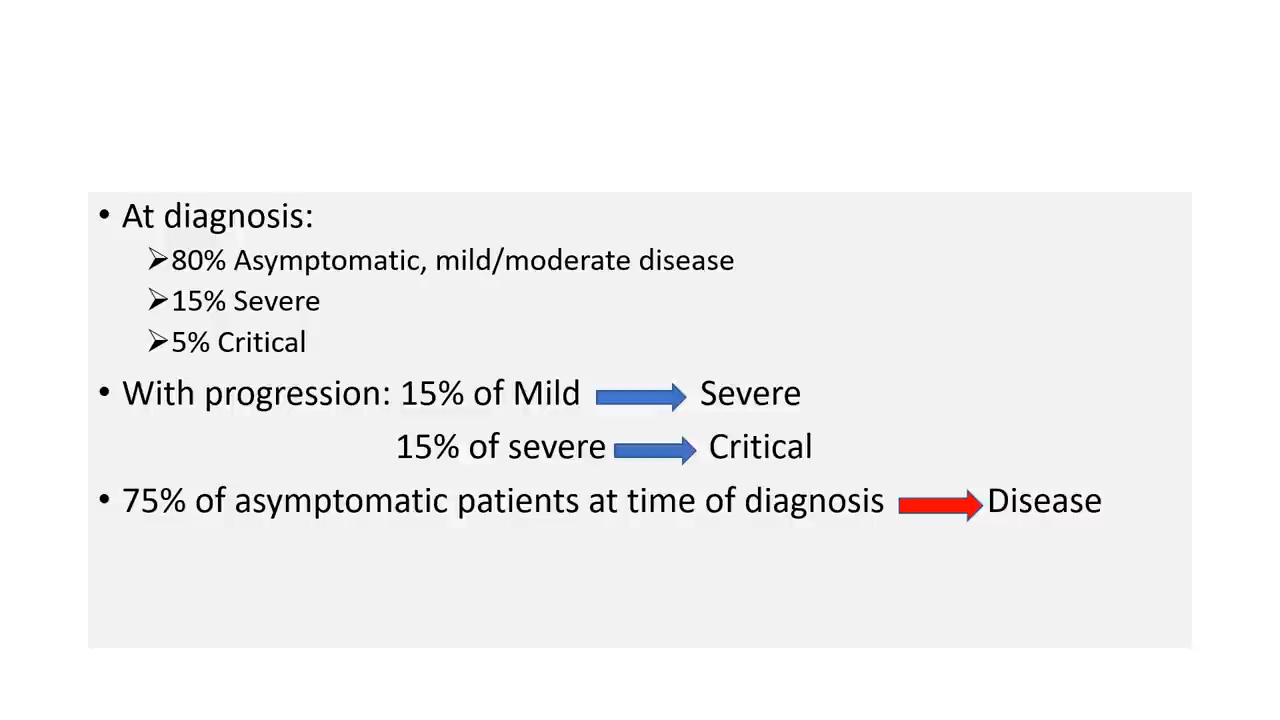 • At diagnosis:
➢80% Asymptomatic, mild/moderate disease
➢15% Severe
➢5% Critical
• With progression: 15% of Mild Severe
15% of severe Critical
• 75% of asymptomatic patients at time of diagnosis Disease